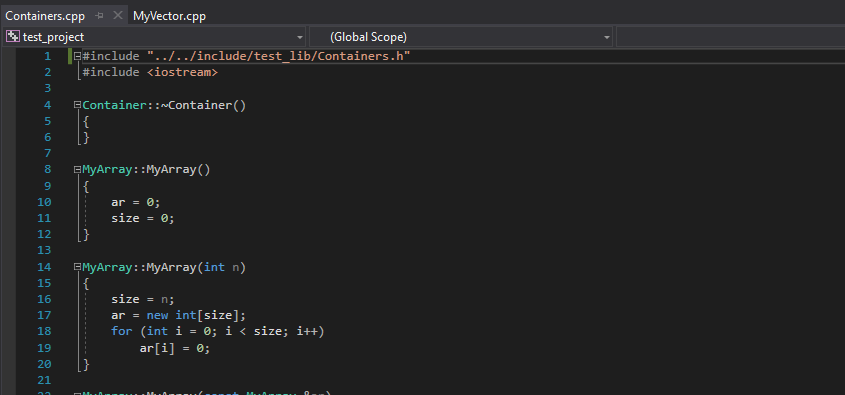 Containers.cpp MyVector.cpp
test_project (Global Scope)
1 #include "../../include/test_lib/Containers.h"
2 #include <iostream>
3
4 Container::~Container()
5 {
6 }
7
8 MyArray::MyArray()
9 {
10 ar = 0;
11 size = 0;
12 }
13
14 MyArray::MyArray(int n)
15 {
16 size = n;
17 ar = new int[size];
18 for (int i = 0; i < size; i++)
19 ar[i] = 0;
20 }
21